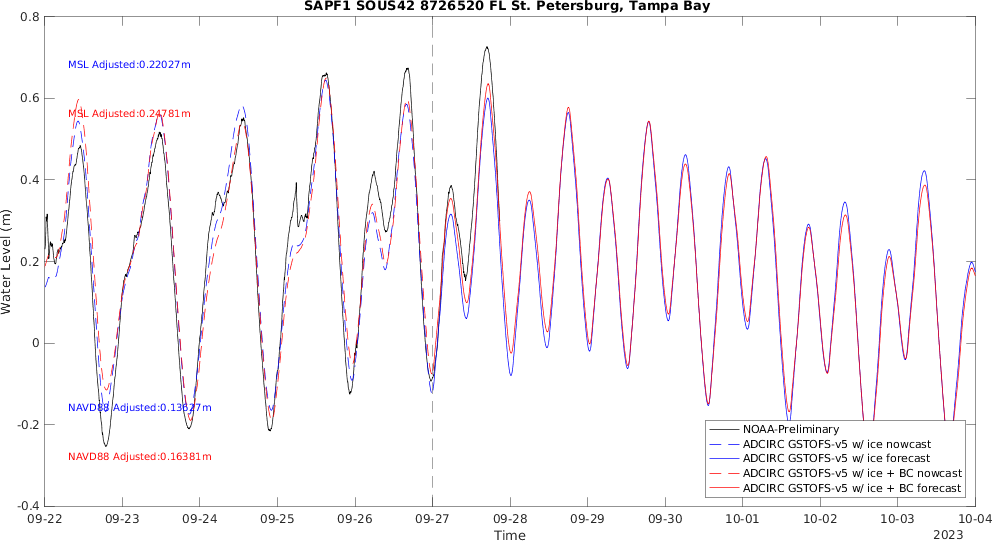 SAPF1 SOUS42 8726520 FL St. Petersburg, Tampa Bay
0.8
0.6
0.4
0.2
0
-0.2
-0.4
Water Level (m)
MSL Adjusted:0.22027m
MSL Adjusted:0.24781m
NAVD88 Adjusted:0.13627m
NAVD88 Adjusted:0.16381m
NOAA-Preliminary
ADCIRC GSTOFS-v5 w/ ice nowcast
ADCIRC GSTOFS-v5 w/ ice forecast
ADCIRC GSTOFS-v5 w/ ice + BC nowcast
ADCIRC GSTOFS-v5 w/ ice + BC forecast
09-22 09-23 09-24 09-25 09-26 09-27 09-28 09-29 09-30 10-01 10-02 10-03 10-04
Time
2023